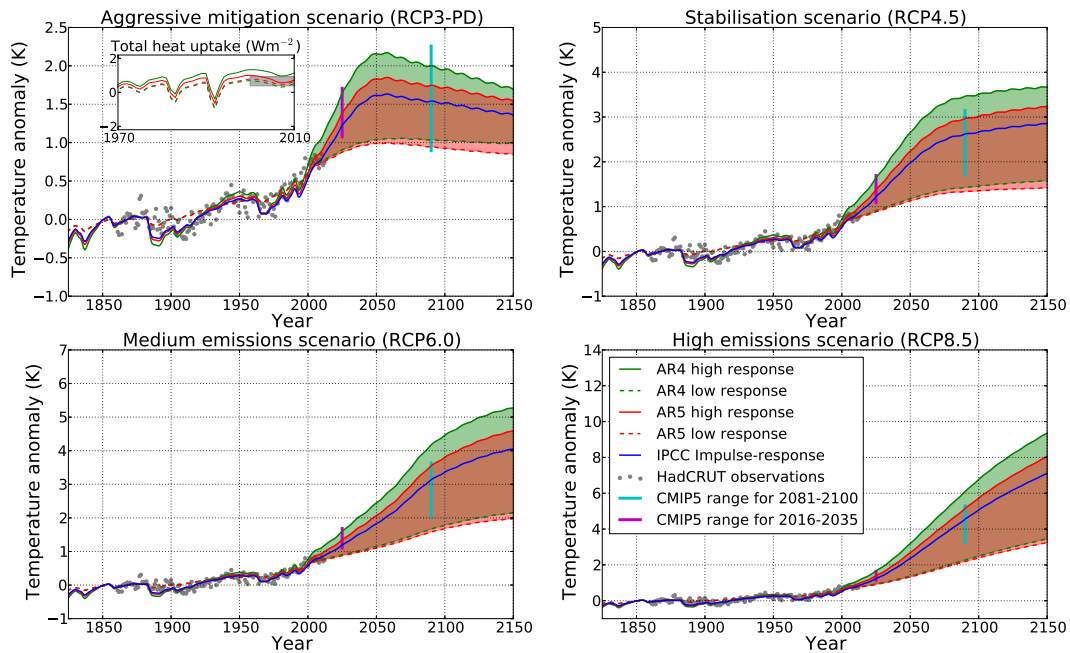 Aggressive mitigation scenario (RCP3-PD)
Temperature anomaly (K)
2.5
2.0
1.5
1.0
0.5
0.0
−0.5
−1.0
Total heat uptake (Wm⁻²)
2
0
−2
1970 2010
1850 1900 1950 2000 2050 2100 2150
Year
Stabilisation scenario (RCP4.5)
Temperature anomaly (K)
5
4
3
2
1
0
−1
1850 1900 1950 2000 2050 2100 2150
Year
Medium emissions scenario (RCP6.0)
Temperature anomaly (K)
7
6
5
4
3
2
1
0
−1
1850 1900 1950 2000 2050 2100 2150
Year
High emissions scenario (RCP8.5)
Temperature anomaly (K)
14
12
10
8
6
4
2
0
AR4 high response
AR4 low response
AR5 high response
AR5 low response
IPCC Impulse-response
HadCRUT observations
CMIP5 range for 2081-2100
CMIP5 range for 2016-2035
1850 1900 1950 2000 2050 2100 2150
Year